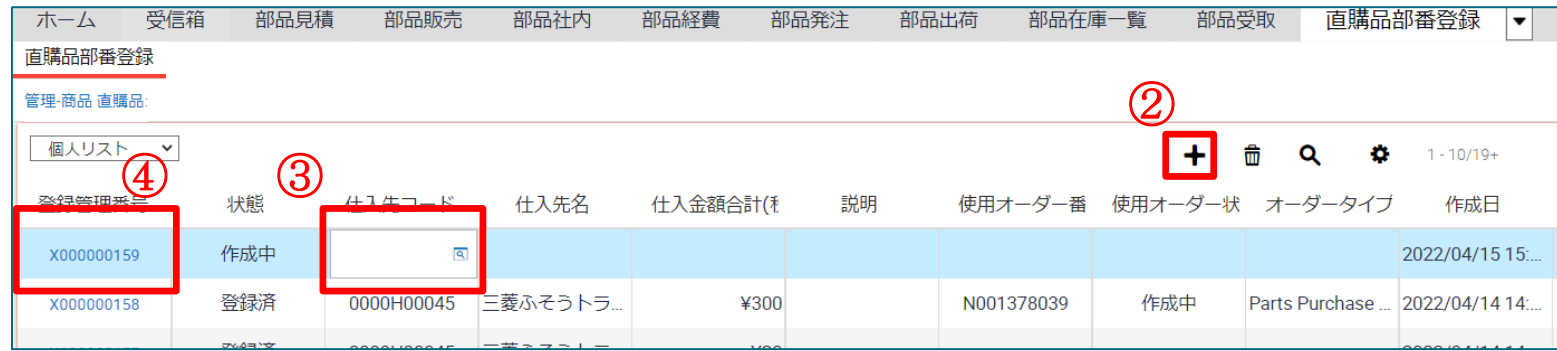 ホーム 受信箱 部品見積 部品販売 部品社内 部品経費 部品発注 部品出荷 部品在庫一覧 部品受取 直購品部番登録
直購品部番登録
管理-商品 直購品:
②
個人リスト
1 - 10/19+
④ ③
登録管理番号 状態 仕入先コード 仕入先名 仕入金額合計(税 説明 使用オーダー番 使用オーダー状 オーダータイプ 作成日
X000000159 作成中 2022/04/15 15:...
X000000158 登録済 0000H00045 三菱ふそうトラ... ¥300 N001378039 作成中 Parts Purchase ... 2022/04/14 14:...